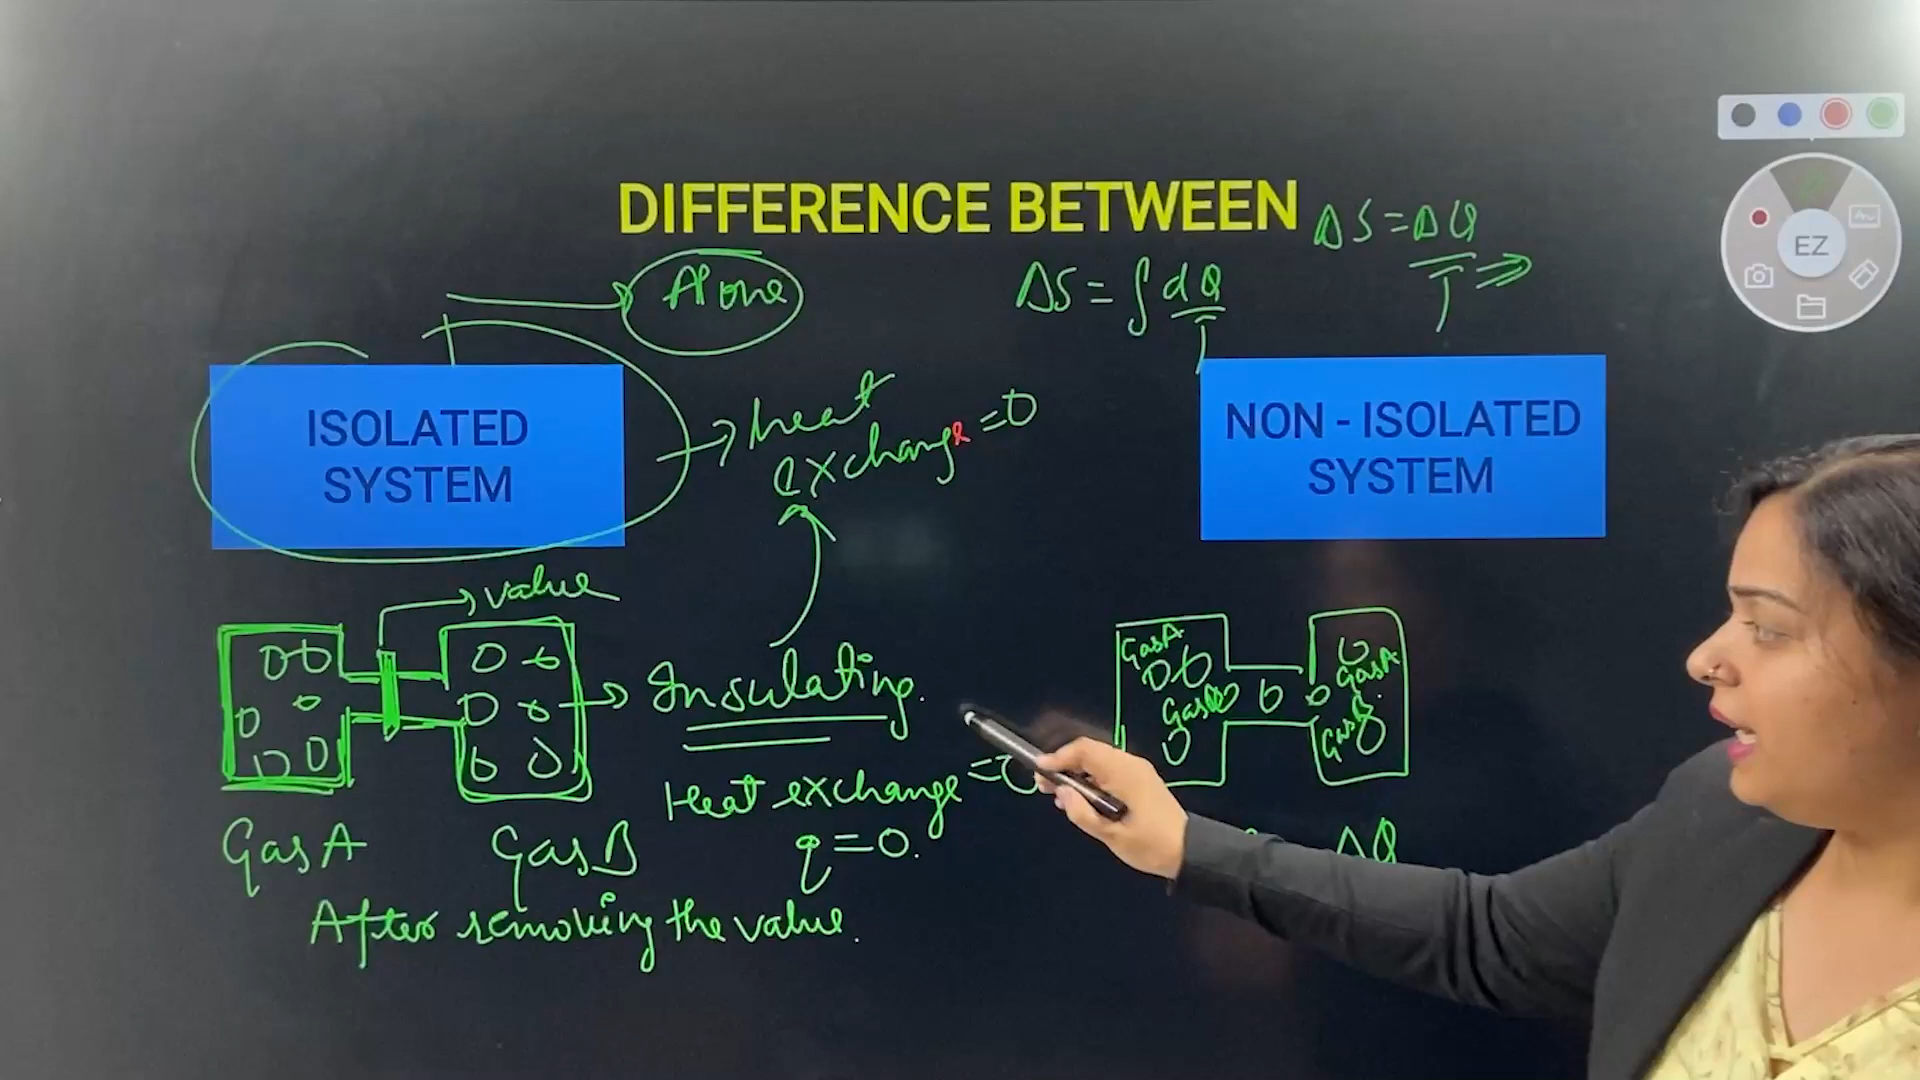 DIFFERENCE BETWEEN
ΔS = ΔQ
T
Alone
ΔS = ∫ dQ
T
ISOLATED
SYSTEM
heat
exchange = 0
NON - ISOLATED
SYSTEM
EZ
value
Insulating.
Gas A
Gas A
Gas B
Heat exchange = 0
q = 0.
Gas A
Gas B
ΔQ
After removing the value.